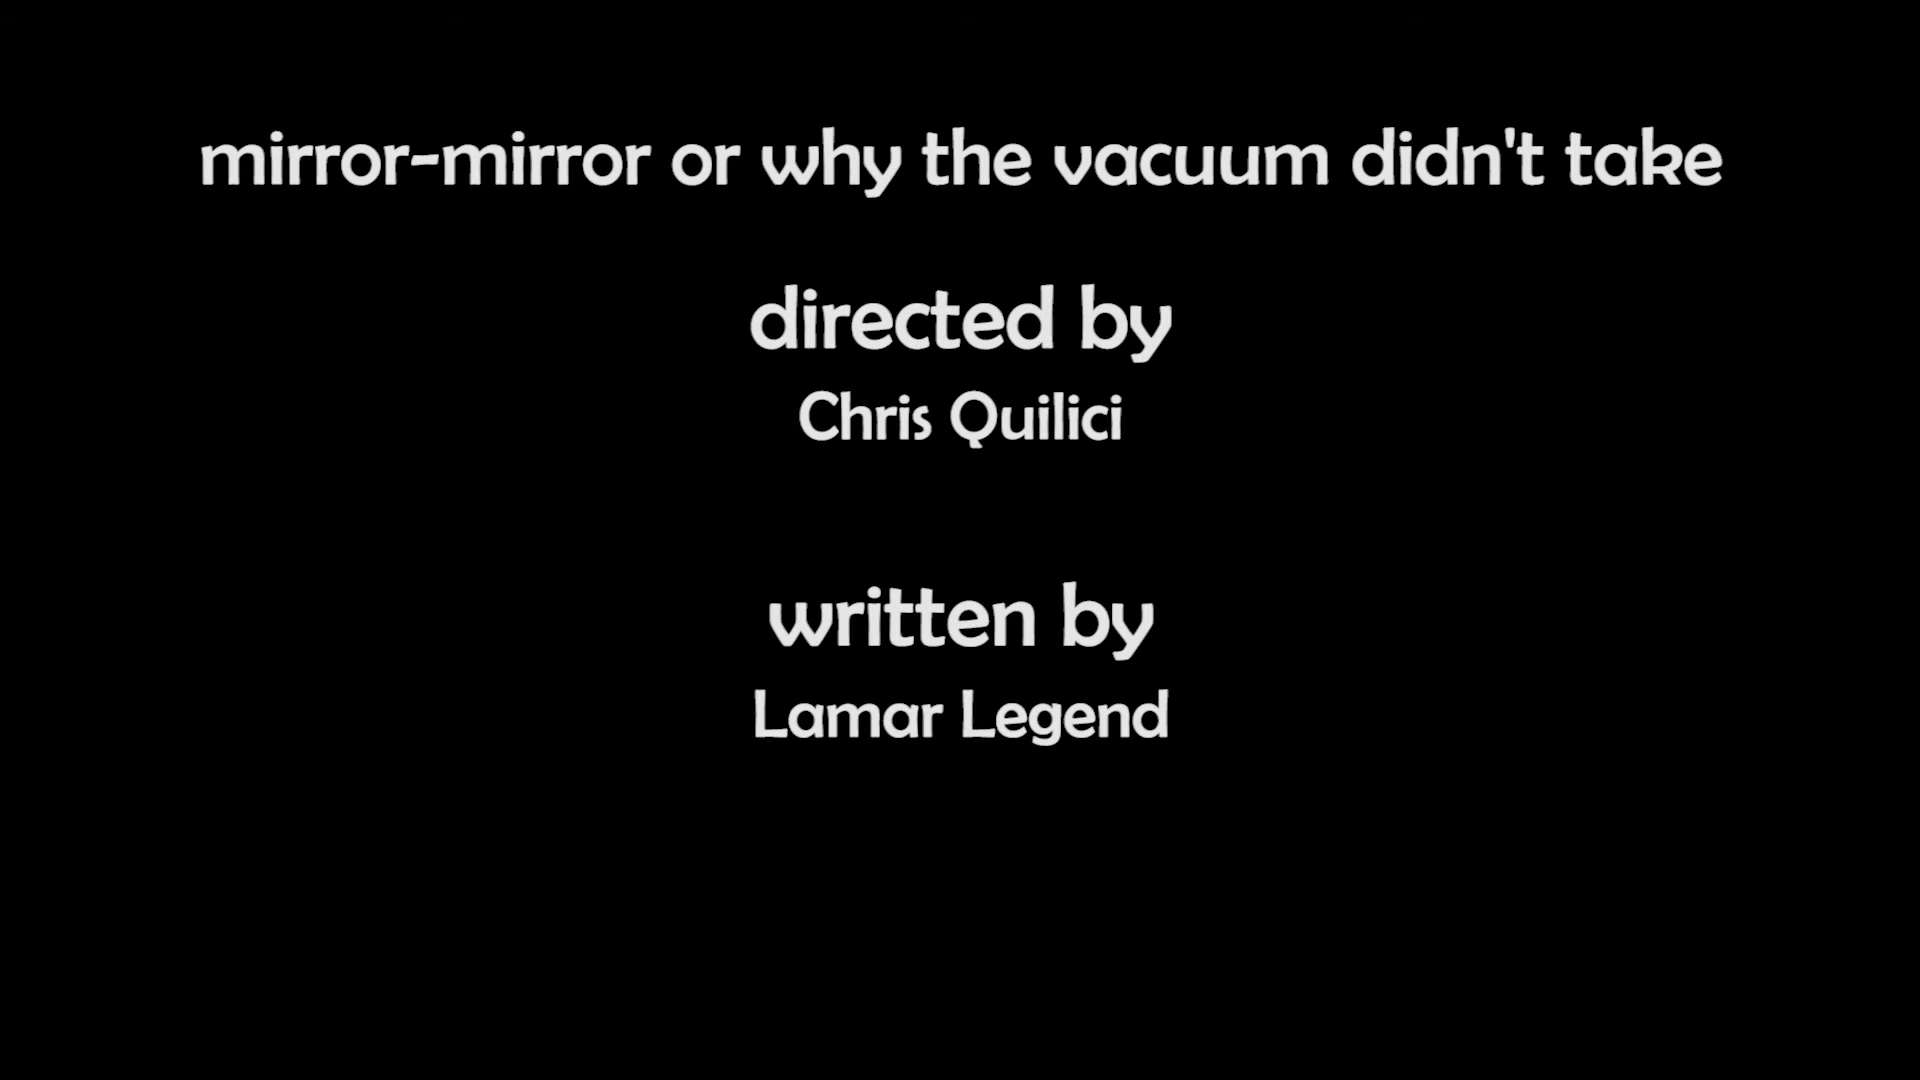 mirror-mirror or why the vacuum didn't take
directed by
Chris Quilici
written by
Lamar Legend